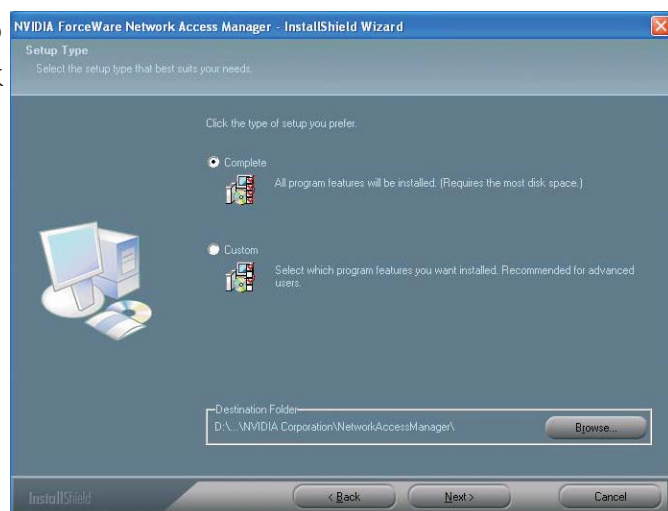 NVIDIA ForceWare Network Access Manager - InstallShield Wizard
Setup Type
Select the setup type that best suits your needs.
Click the type of setup you prefer.
Complete
All program features will be installed. (Requires the most disk space.)
Custom
Select which program features you want installed. Recommended for advanced
users.
Destination Folder
D:\...\NVIDIA Corporation\NetworkAccessManager\
Browse...
InstallShield
< Back
Next >
Cancel